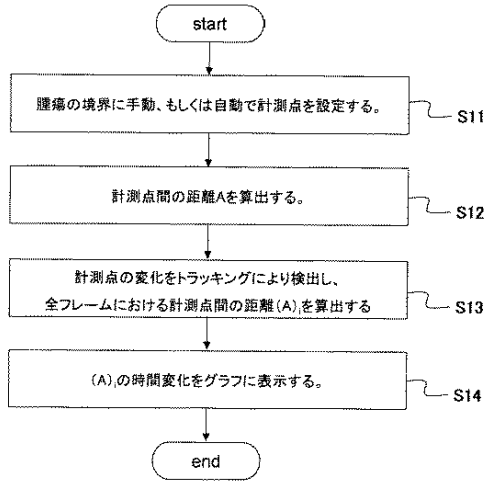 start
腫瘍の境界に手動、もしくは自動で計測点を設定する。
S11
計測点間の距離Aを算出する。
S12
計測点の変化をトラッキングにより検出し、
全フレームにおける計測点間の距離(A)ᵢを算出する
S13
(A)ᵢの時間変化をグラフに表示する。
S14
end